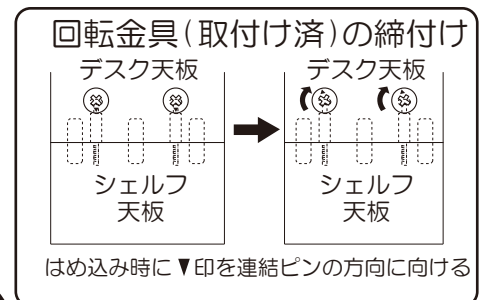 回転金具(取付け済)の締付け
デスク天板
シェルフ
天板
デスク天板
シェルフ
天板
はめ込み時に▼印を連結ピンの方向に向ける